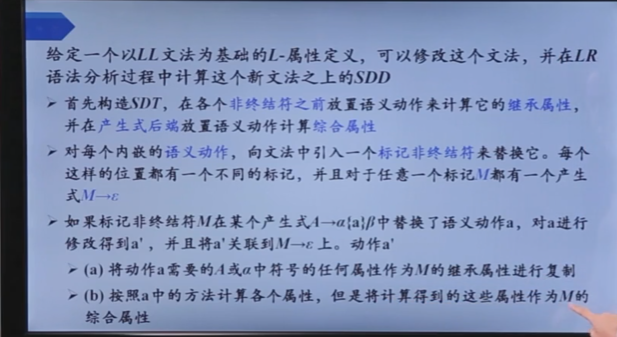 给定一个以LL文法为基础的L-属性定义，可以修改这个文法，并在LR
语法分析过程中计算这个新文法之上的SDD
➢ 首先构造SDT，在各个非终结符之前放置语义动作来计算它的继承属性，
并在产生式后端放置语义动作计算综合属性
➢ 对每个内嵌的语义动作，向文法中引入一个标记非终结符来替换它。每个
这样的位置都有一个不同的标记，并且对于任意一个标记M都有一个产生
式M→ε
➢ 如果标记非终结符M在某个产生式A→α{a}β中替换了语义动作a，对a进行
修改得到a'，并且将a'关联到M→ε 上。动作a'
➢ (a) 将动作a需要的A或α中符号的任何属性作为M的继承属性进行复制
➢ (b) 按照a中的方法计算各个属性，但是将计算得到的这些属性作为M的
综合属性